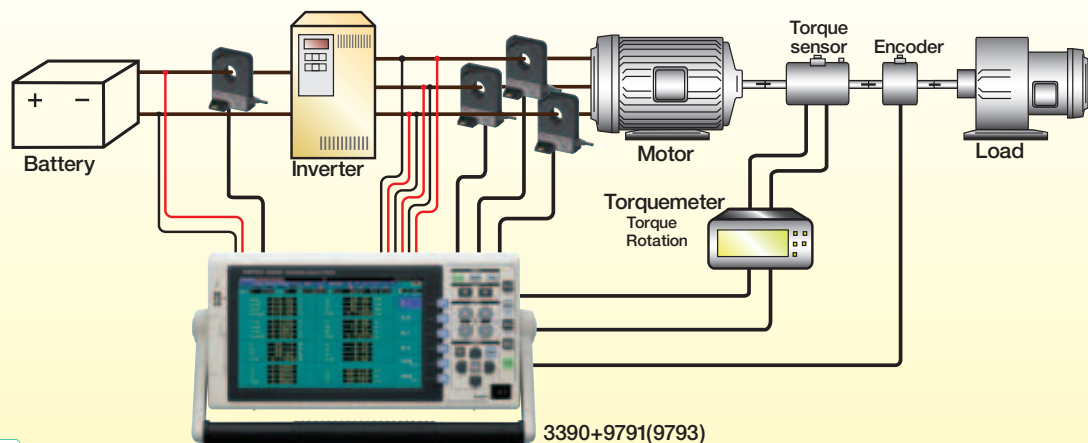 Torque
sensor
Encoder
+ −
Battery
Inverter
Motor
Load
Torquemeter
Torque
Rotation
3390+9791(9793)